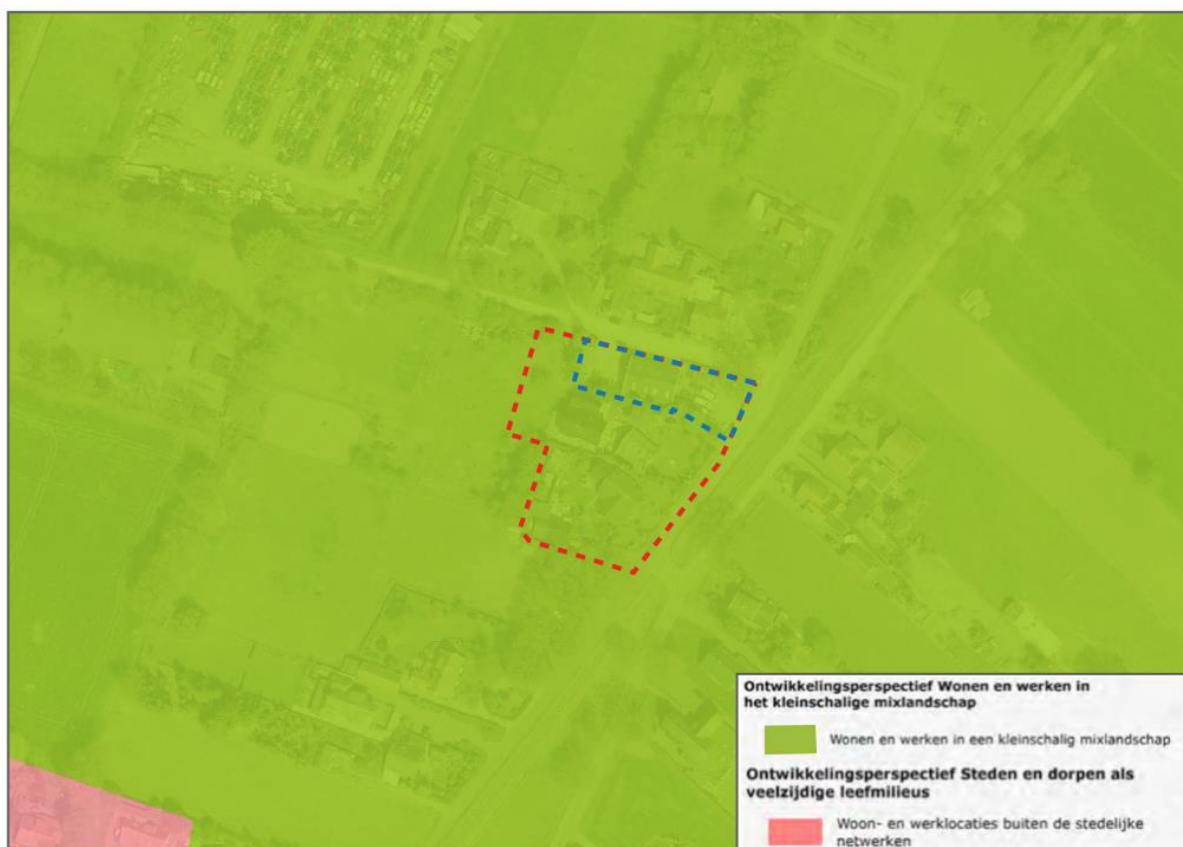 Ontwikkelingsperspectief Wonen en werken in
het kleinschalige mixlandschap
Wonen en werken in een kleinschalig mixlandschap
Ontwikkelingsperspectief Steden en dorpen als
veelzijdige leefmilieus
Woon- en werklocaties buiten de stedelijke
netwerken